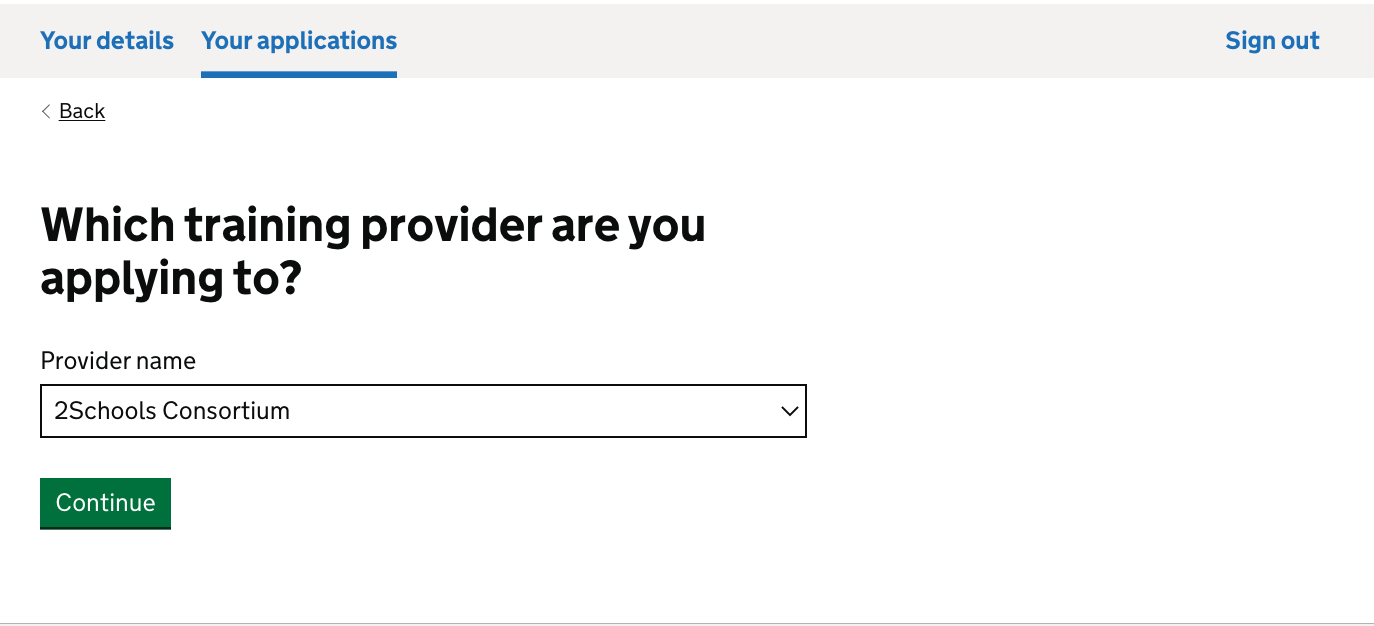 Your details Your applications Sign out
Back
Which training provider are you
applying to?
Provider name
2Schools Consortium
Continue